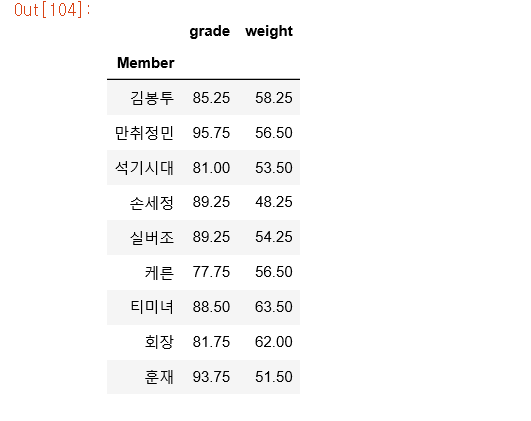 Out[104]:
grade weight
Member
김봉투 85.25 58.25
만취정민 95.75 56.50
석기시대 81.00 53.50
손세정 89.25 48.25
실버조 89.25 54.25
케른 77.75 56.50
티미녀 88.50 63.50
회장 81.75 62.00
훈재 93.75 51.50